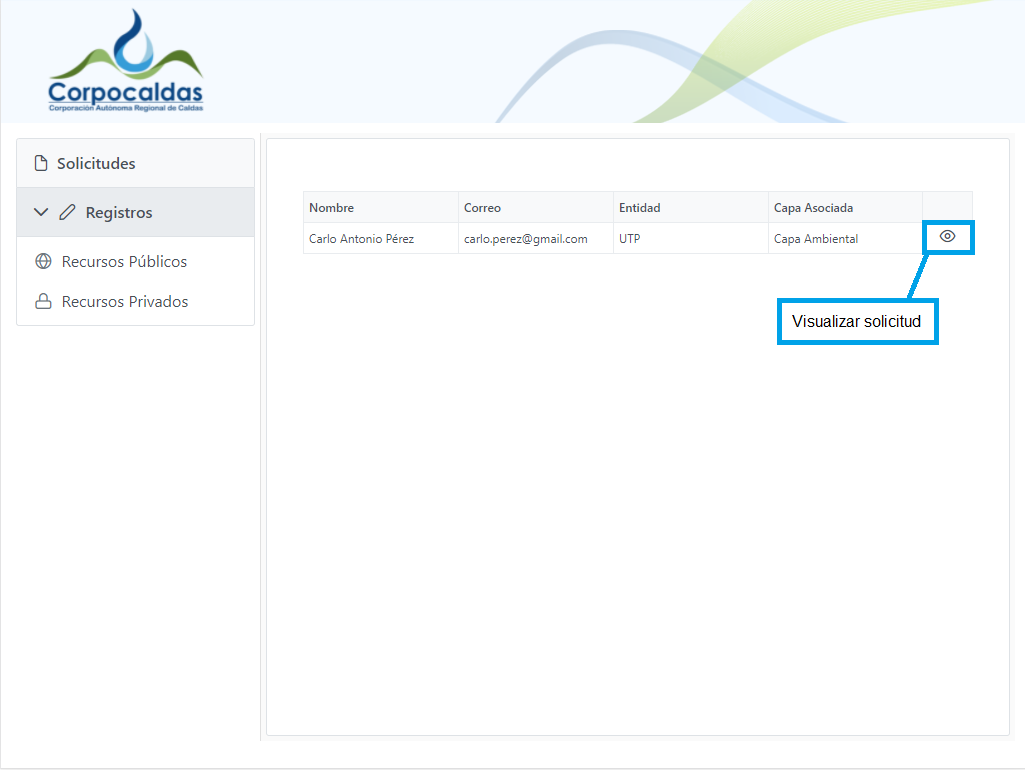 Corpocaldas
Corporación Autónoma Regional de Caldas
Solicitudes
Registros
Recursos Públicos
Recursos Privados
Nombre Correo Entidad Capa Asociada
Carlo Antonio Pérez carlo.perez@gmail.com UTP Capa Ambiental
Visualizar solicitud